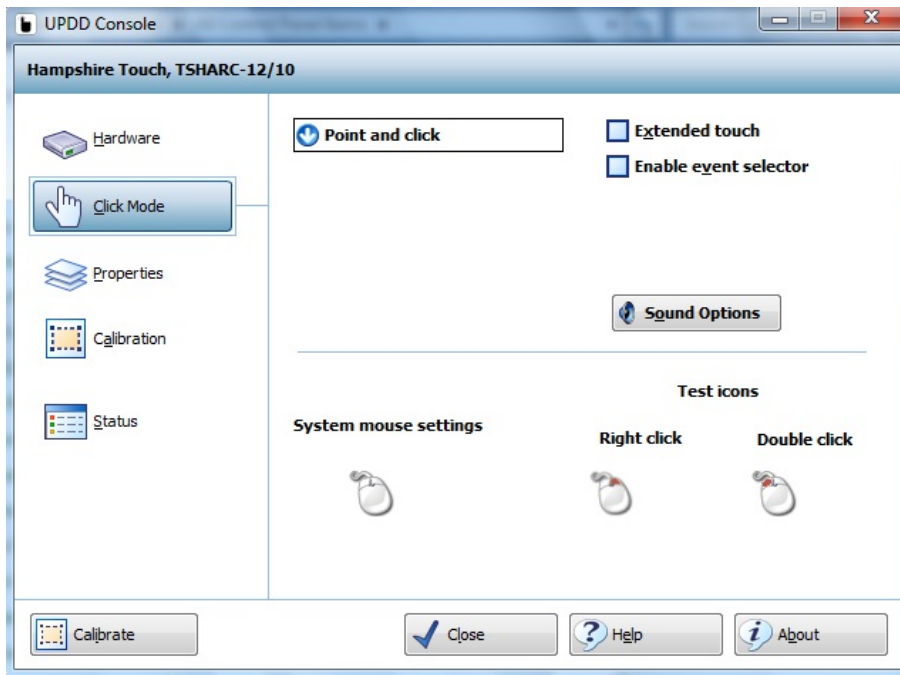 UPDD Console
Hampshire Touch, TSHARC-12/10
Hardware
Click Mode
Properties
Calibration
Status
Point and click
Extended touch
Enable event selector
Sound Options
Test icons
System mouse settings
Right click
Double click
Calibrate
Close
Help
About